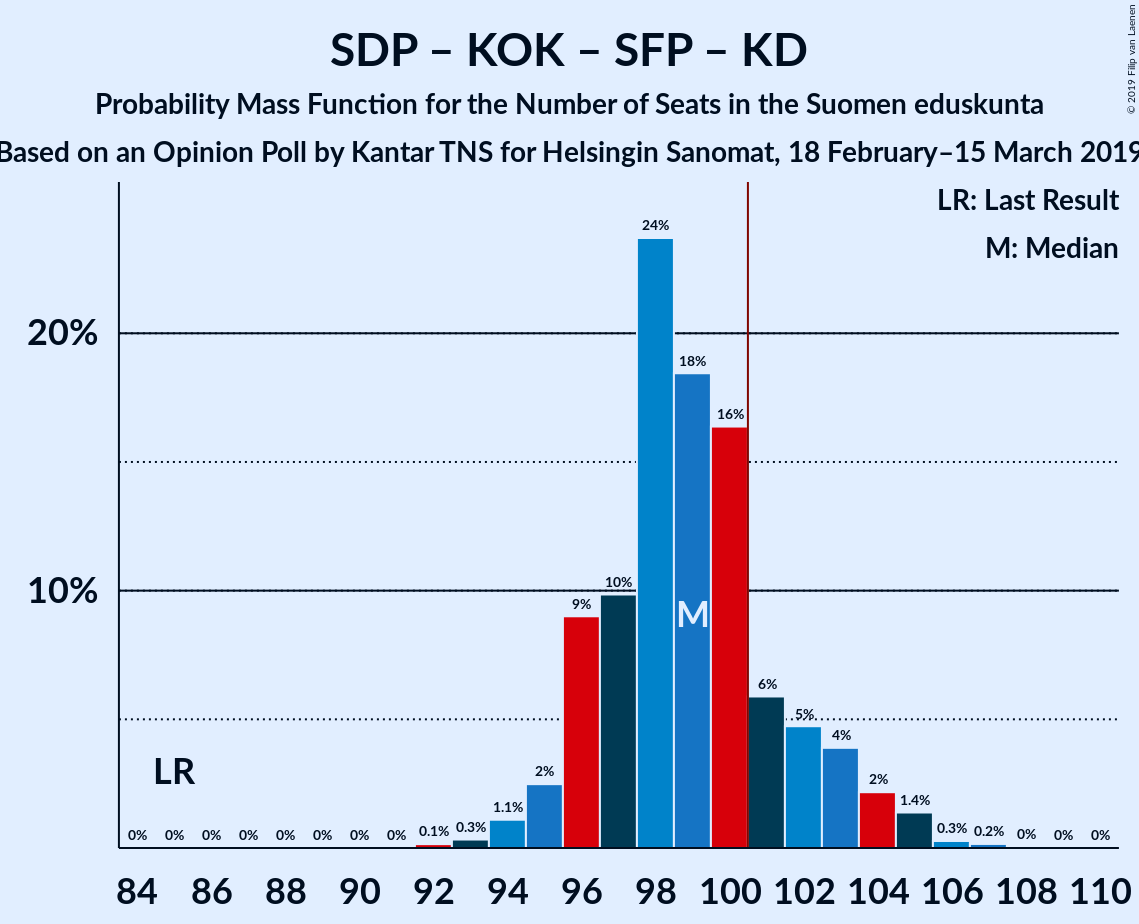 SDP – KOK – SFP – KD
Probability Mass Function for the Number of Seats in the Suomen eduskunta
Based on an Opinion Poll by Kantar TNS for Helsingin Sanomat, 18 February–15 March 2019
© 2019 Filip van Laenen
LR: Last Result
M: Median
24%
20%
18%
16%
10%
10%
9%
M
6%
5%
4%
LR
2%
2%
1.4%
1.1%
0% 0% 0% 0% 0% 0% 0% 0% 0.1% 0.3% 0.3% 0.2% 0% 0% 0%
84 86 88 90 92 94 96 98 100 102 104 106 108 110